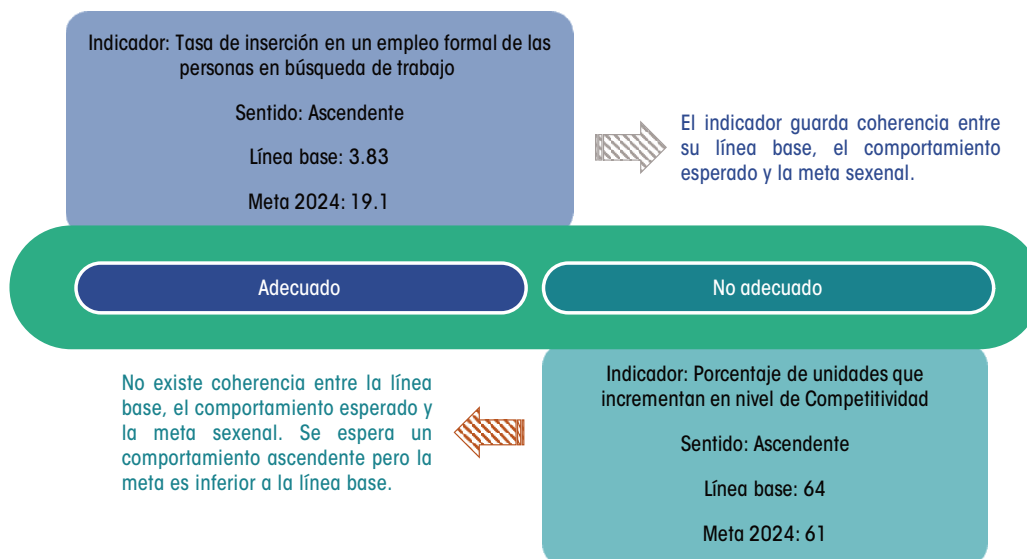 Indicador: Tasa de inserción en un empleo formal de las
personas en búsqueda de trabajo
Sentido: Ascendente
Línea base: 3.83
Meta 2024: 19.1
El indicador guarda coherencia entre
su línea base, el comportamiento
esperado y la meta sexenal.
Adecuado
No adecuado
No existe coherencia entre la línea
base, el comportamiento esperado y
la meta sexenal. Se espera un
comportamiento ascendente pero la
meta es inferior a la línea base.
Indicador: Porcentaje de unidades que
incrementan en nivel de Competitividad
Sentido: Ascendente
Línea base: 64
Meta 2024: 61